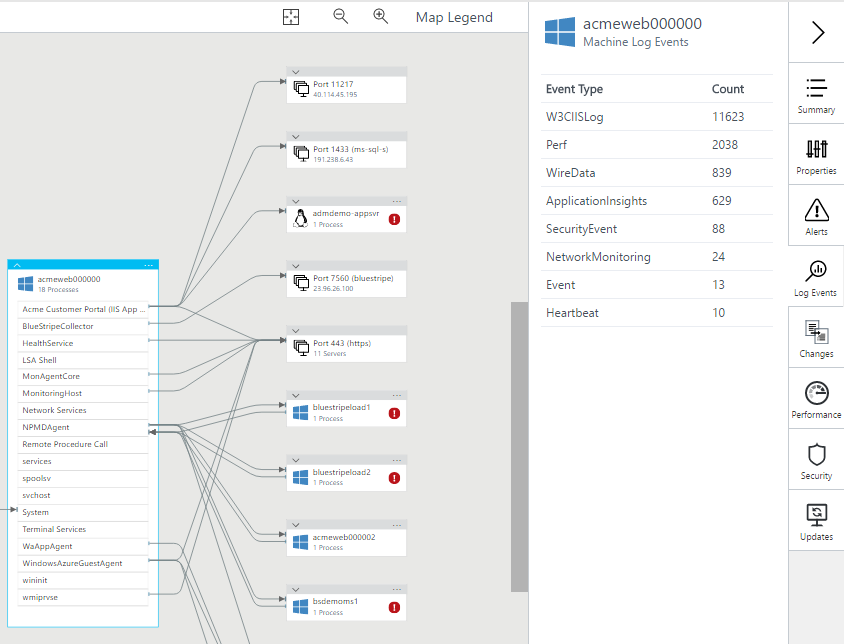 Map Legend
Port 11217
40.114.45.195
Port 1433 (ms-sql-s)
191.238.6.43
admdemo-appsvr
1 Process
Port 7560 (bluestripe)
23.96.26.100
Port 443 (https)
11 Servers
bluestripeload1
1 Process
bluestripeload2
1 Process
acmeweb000002
1 Process
bsdemoms1
1 Process
acmeweb000000
18 Processes
Acme Customer Portal (IIS App ...
BlueStripeCollector
HealthService
LSA Shell
MonAgentCore
MonitoringHost
Network Services
NPMDAgent
Remote Procedure Call
services
spoolsv
svchost
System
Terminal Services
WaAppAgent
WindowsAzureGuestAgent
wininit
wmiprvse
acmeweb000000
Machine Log Events
Event Type Count
W3CIISLog 11623
Perf 2038
WireData 839
ApplicationInsights 629
SecurityEvent 88
NetworkMonitoring 24
Event 13
Heartbeat 10
Summary
Properties
Alerts
Log Events
Changes
Performance
Security
Updates